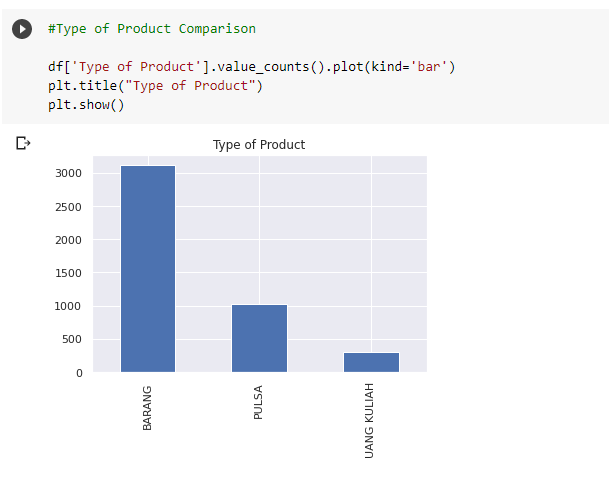 #Type of Product Comparison
df['Type of Product'].value_counts().plot(kind='bar')
plt.title("Type of Product")
plt.show()
Type of Product
3000
2500
2000
1500
1000
500
0
BARANG
PULSA
UANG KULIAH